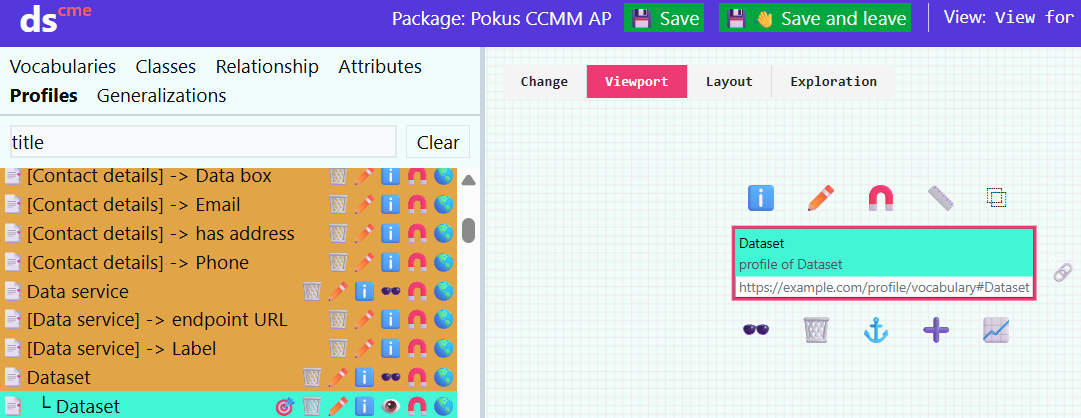 dscme
Package: Pokus CCMM AP
Save
Save and leave
View: View for
Vocabularies Classes Relationship Attributes
Profiles Generalizations
title
Clear
[Contact details] -> Data box
[Contact details] -> Email
[Contact details] -> has address
[Contact details] -> Phone
Data service
[Data service] -> endpoint URL
[Data service] -> Label
Dataset
└ Dataset
Change Viewport Layout Exploration
Dataset
profile of Dataset
https://example.com/profile/vocabulary#Dataset